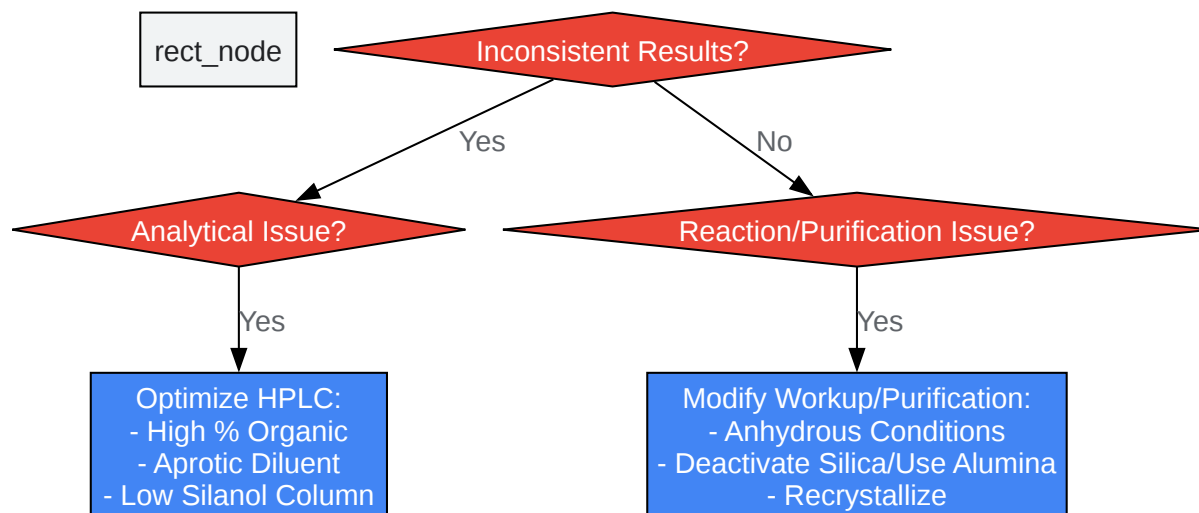 rect_node
Inconsistent Results?
Yes
No
Analytical Issue?
Reaction/Purification Issue?
Yes
Yes
Optimize HPLC:
- High % Organic
- Aprotic Diluent
- Low Silanol Column
Modify Workup/Purification:
- Anhydrous Conditions
- Deactivate Silica/Use Alumina
- Recrystallize